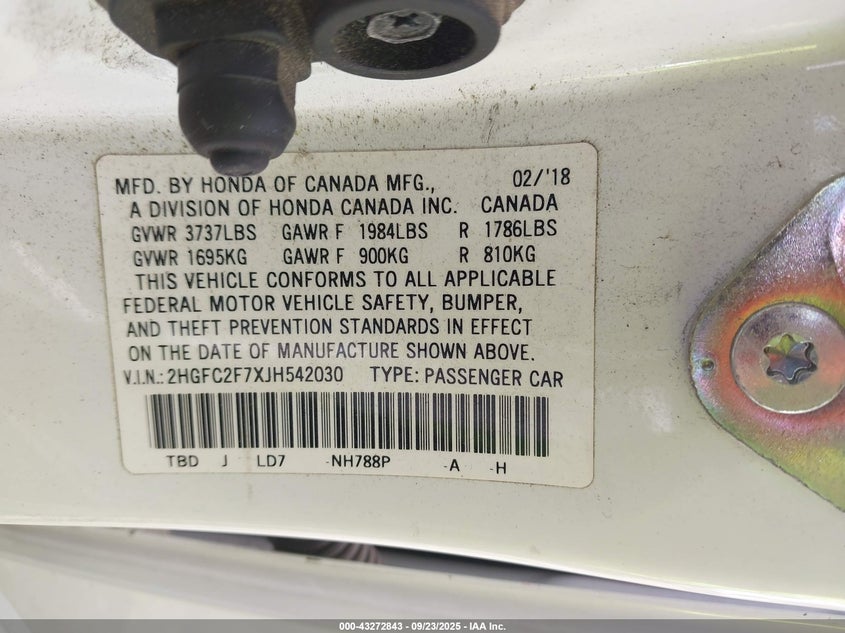 MFD. BY HONDA OF CANADA MFG., 02/'18
A DIVISION OF HONDA CANADA INC. CANADA
GVWR 3737LBS GAWR F 1984LBS R 1786LBS
GVWR 1695KG GAWR F 900KG R 810KG
THIS VEHICLE CONFORMS TO ALL APPLICABLE
FEDERAL MOTOR VEHICLE SAFETY, BUMPER,
AND THEFT PREVENTION STANDARDS IN EFFECT
ON THE DATE OF MANUFACTURE SHOWN ABOVE.
V.I.N.: 2HGFC2F7XJH542030 TYPE: PASSENGER CAR
TBD J LD7 -NH788P -A -H
000-43272843 - 09/23/2025 - IAA Inc.